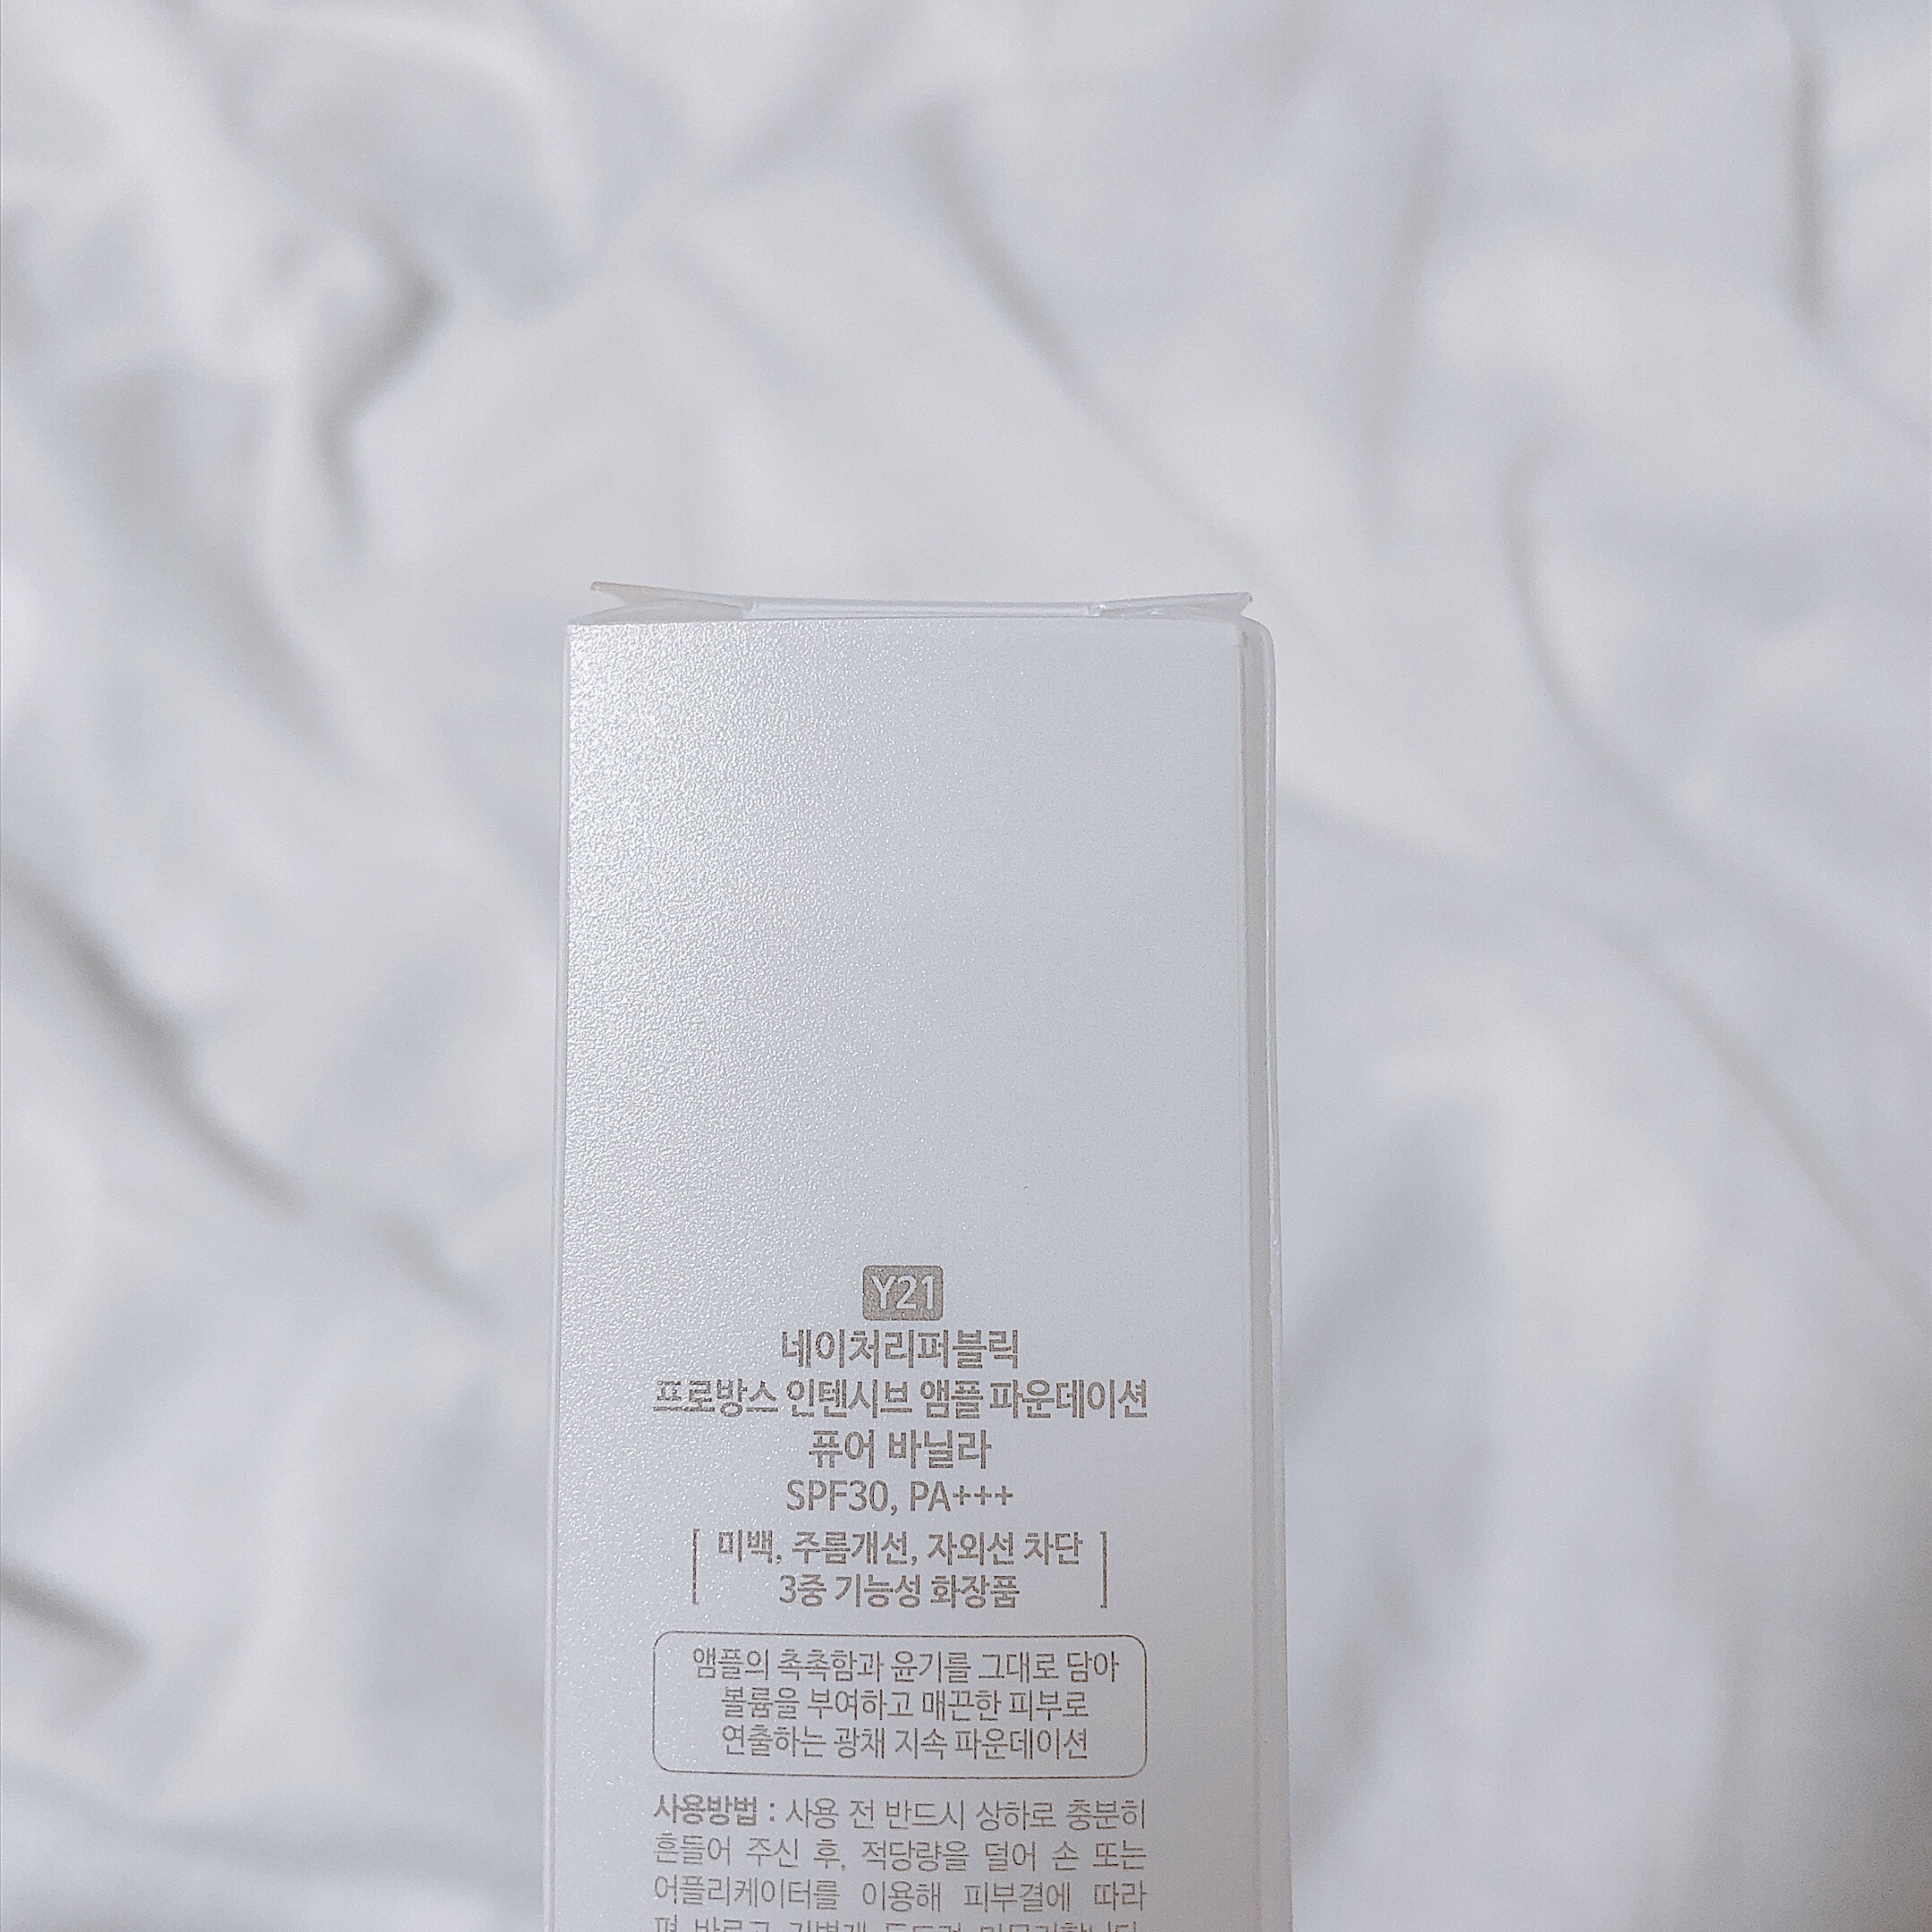 Y21
네이처리퍼블릭
프로방스 인텐시브 앰플 파운데이션
퓨어 바닐라
SPF30, PA+++
[ 미백, 주름개선, 자외선 차단
3중 기능성 화장품 ]
앰플의 촉촉함과 윤기를 그대로 담아
볼륨을 부여하고 매끈한 피부로
연출하는 광채 지속 파운데이션
사용방법 : 사용 전 반드시 상하로 충분히
흔들어 주신 후, 적당량을 덜어 손 또는
어플리케이터를 이용해 피부결에 따라